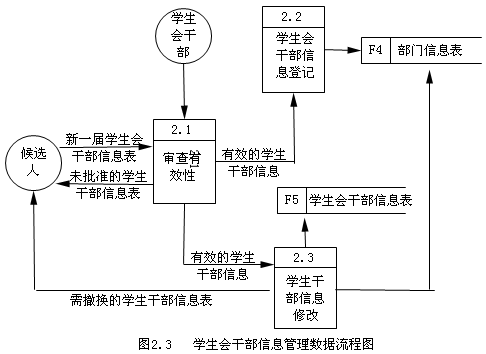 学生
会干
部
2.2
学生会
干部信
息登记
F4 部门信息表
2.1
审查有
效性
候选
人
新一届学生会
干部信息表
未批准的学生
干部信息表
有效的学生
干部信息
F5 学生会干部信息表
有效的学生
干部信息
2.3
学生干
部信息
修改
需撤换的学生干部信息表
图2.3 学生会干部信息管理数据流程图